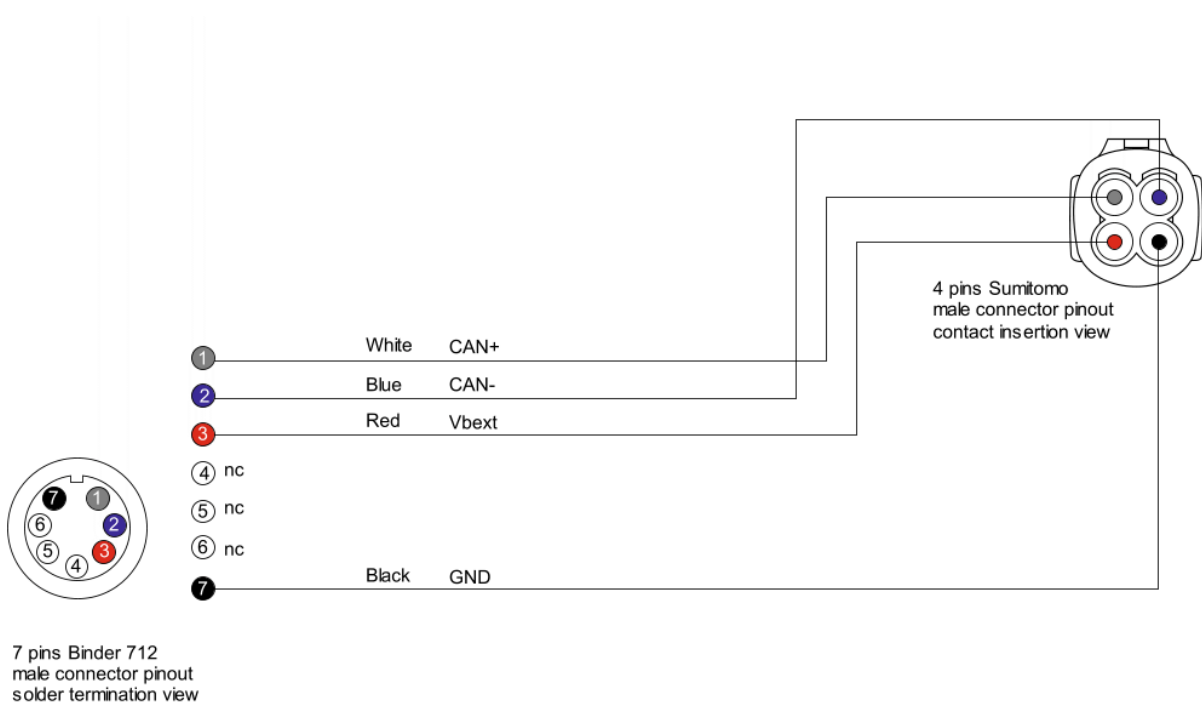 4 pins Sumitomo
male connector pinout
contact insertion view
1 White CAN+
2 Blue CAN-
3 Red Vbext
4 nc
5 nc
6 nc
7 Black GND
7 1
6 2
5 3
4
7 pins Binder 712
male connector pinout
solder termination view